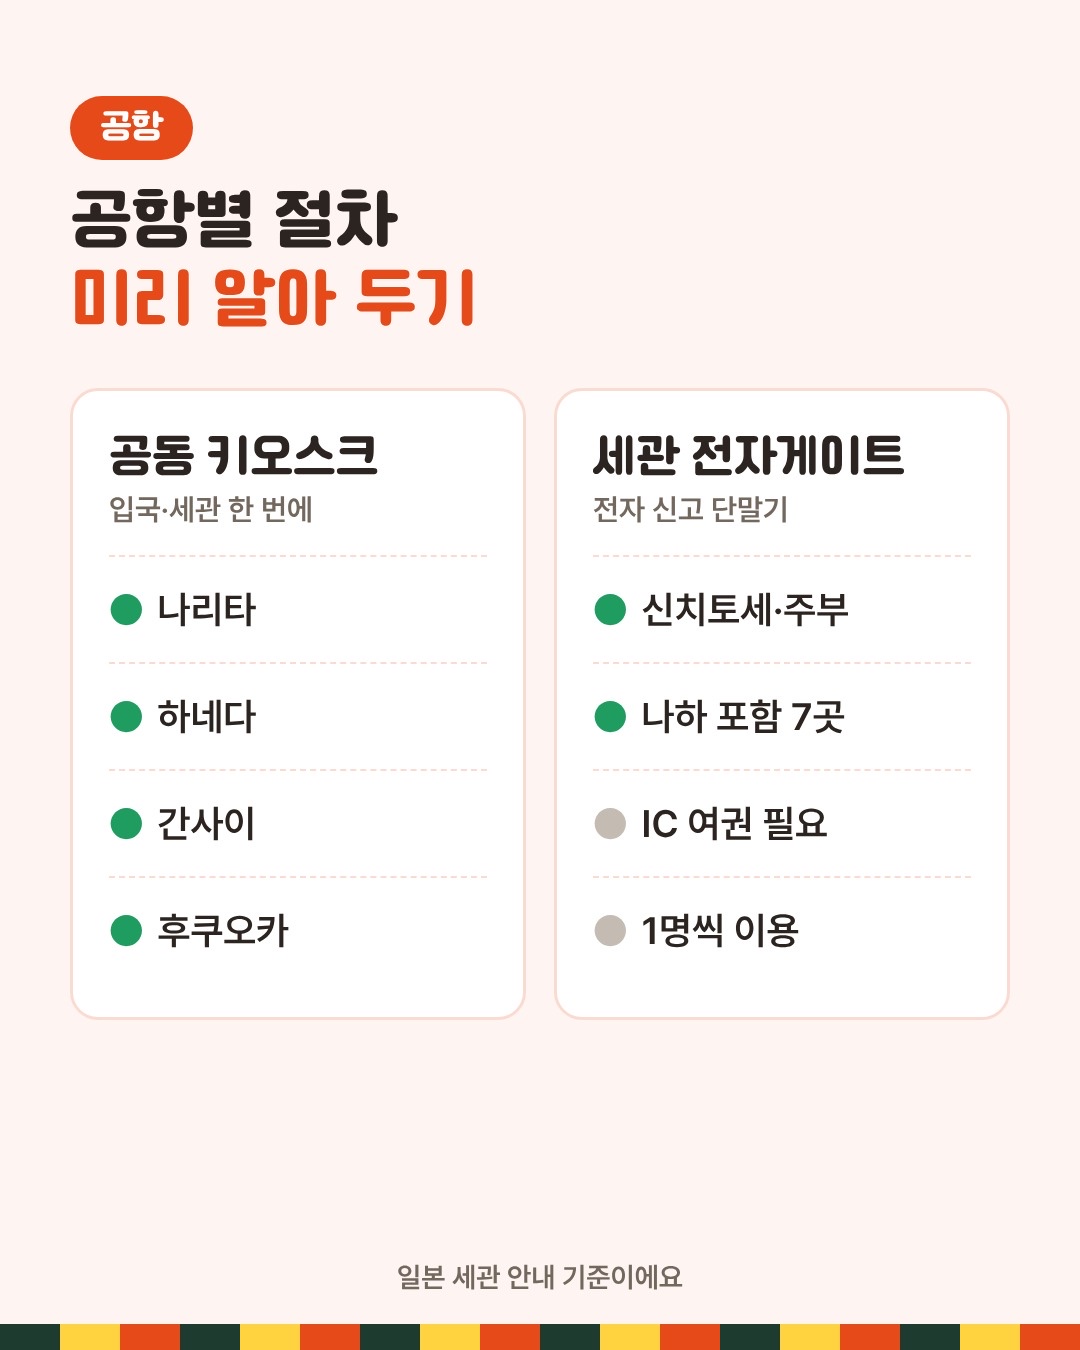 공항
공항별 절차
미리 알아 두기
공동 키오스크
입국·세관 한 번에
나리타
하네다
간사이
후쿠오카
세관 전자게이트
전자 신고 단말기
신치토세·주부
나하 포함 7곳
IC 여권 필요
1명씩 이용
일본 세관 안내 기준이에요